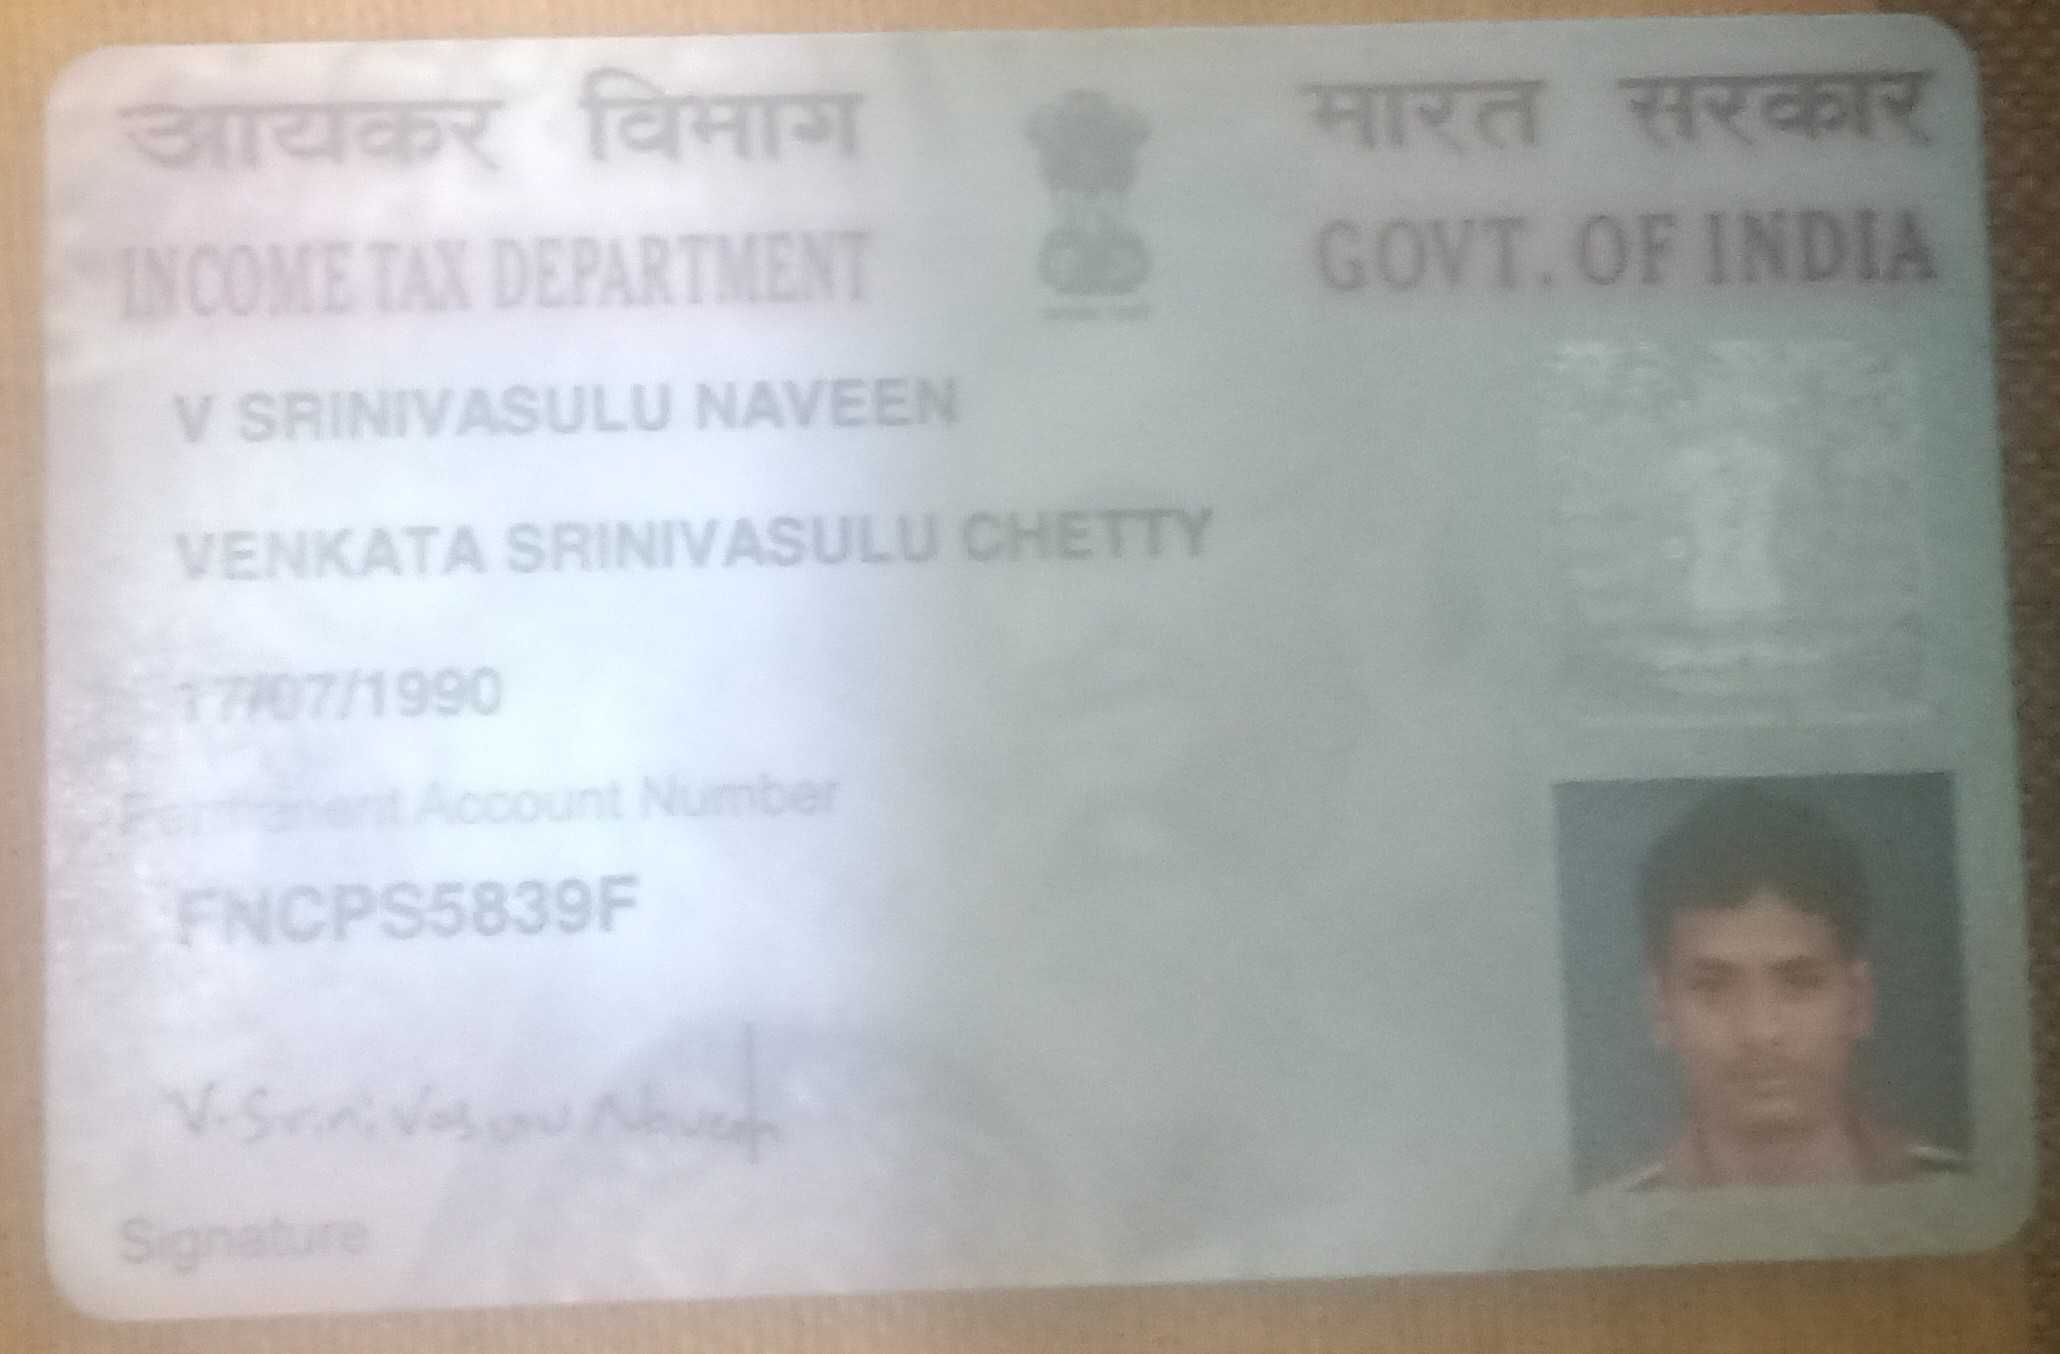 आयकर विभाग
INCOME TAX DEPARTMENT
भारत सरकार
GOVT. OF INDIA
V SRINIVASULU NAVEEN
VENKATA SRINIVASULU CHETTY
17/07/1990
Permanent Account Number
FNCPS5839F
V. Srinivasulu Naveen
Signature